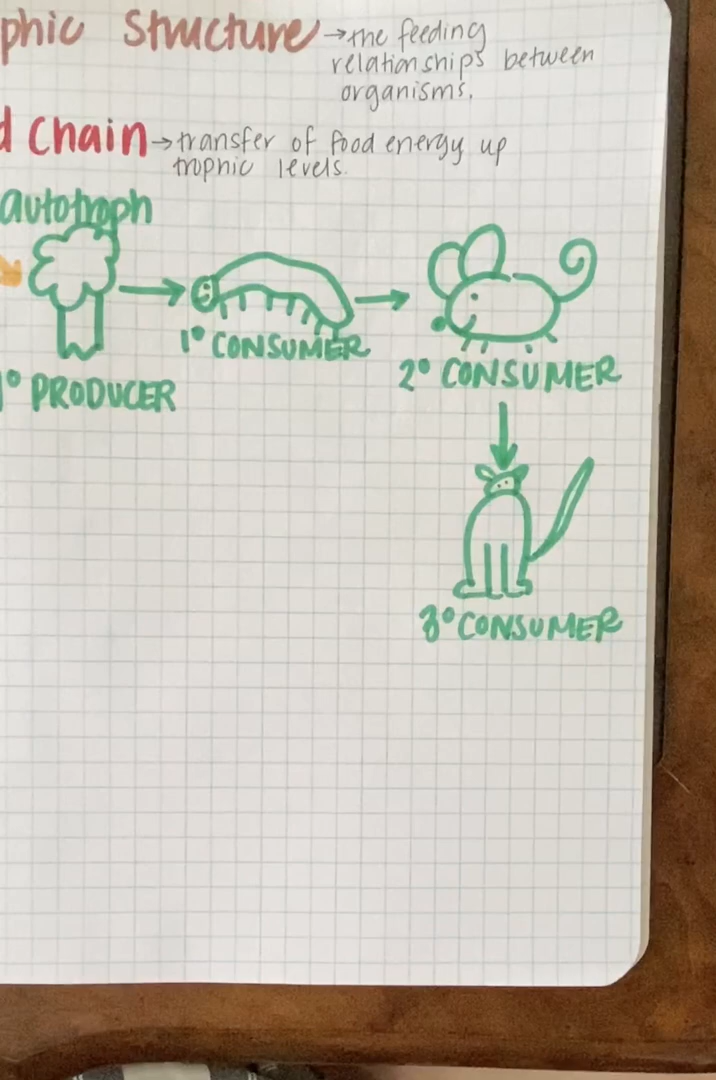 phic Structure → the feeding
relationships between
organisms.
d Chain → transfer of food energy up
trophic levels.
autotroph
1° PRODUCER
1° CONSUMER
2° CONSUMER
3° CONSUMER